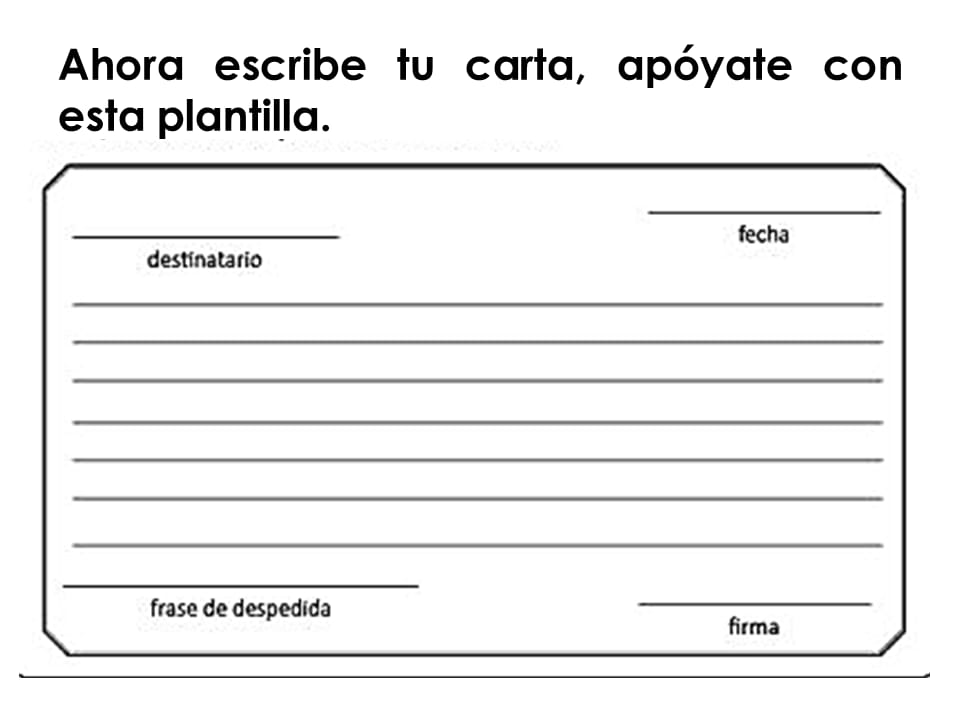 Ahora escribe tu carta, apóyate con
esta plantilla.
fecha
destinatario
frase de despedida
firma